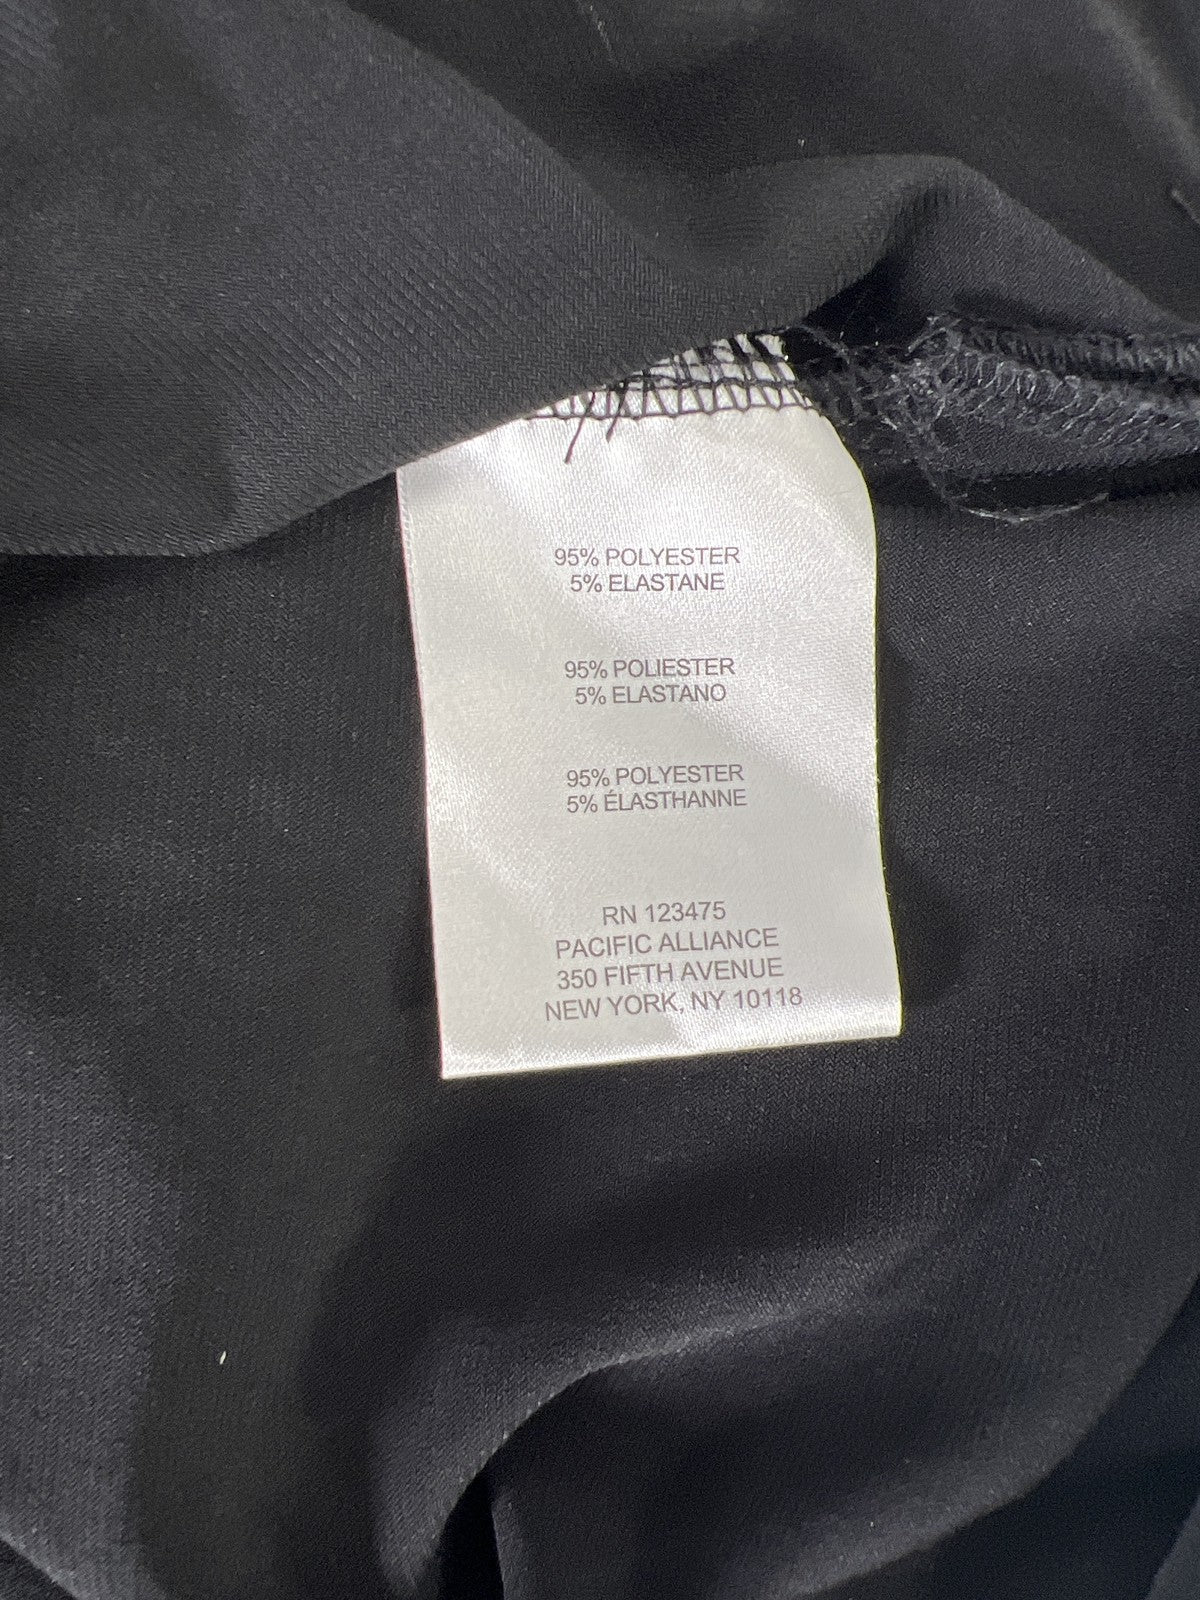 95% POLYESTER
5% ELASTANE
95% POLIESTER
5% ELASTANO
95% POLYESTER
5% ÉLASTHANNE
RN 123475
PACIFIC ALLIANCE
350 FIFTH AVENUE
NEW YORK, NY 10118